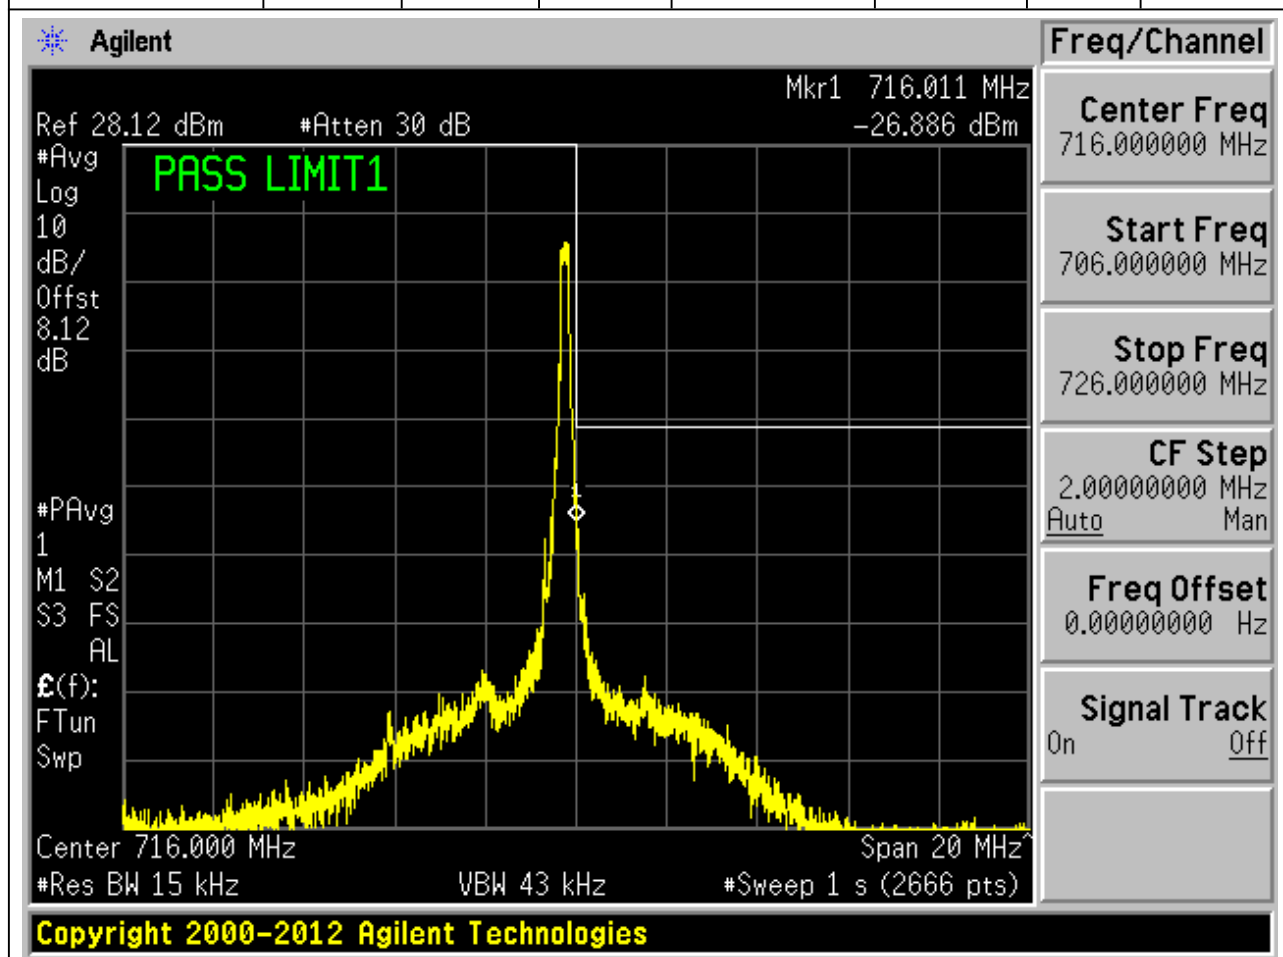 Agilent
Freq/Channel
Mkr1 716.011 MHz
Ref 28.12 dBm #Atten 30 dB -26.886 dBm
#Avg
Log
10
dB/
Offst
8.12
dB
PASS LIMIT1
1
#PAvg
1
M1 S2
S3 FS
AL
£(f):
FTun
Swp
Center 716.000 MHz Span 20 MHz^
#Res BW 15 kHz VBW 43 kHz #Sweep 1 s (2666 pts)
Copyright 2000-2012 Agilent Technologies
Center Freq
716.000000 MHz
Start Freq
706.000000 MHz
Stop Freq
726.000000 MHz
CF Step
2.00000000 MHz
Auto Man
Freq Offset
0.00000000 Hz
Signal Track
On Off